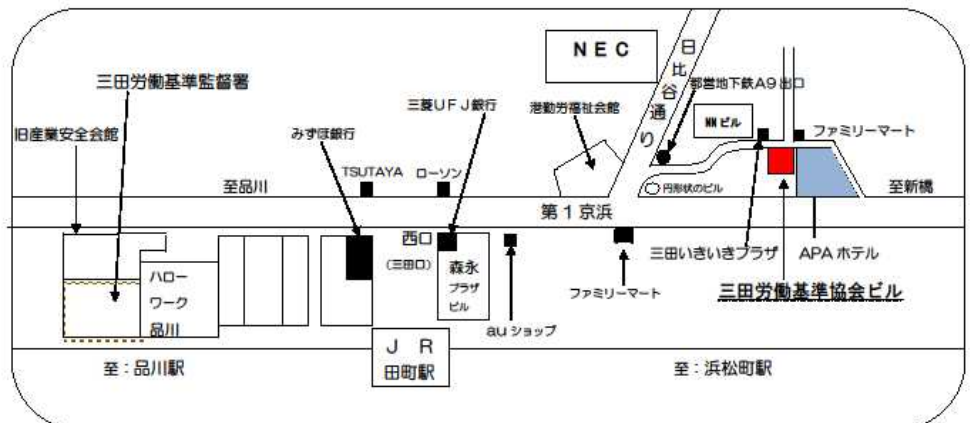 NEC
日比谷通り
三田労働基準監督署
都営地下鉄A9出口
三菱UFJ銀行
港勤労福祉会館
NNビル
旧産業安全会館
みずほ銀行
ファミリーマート
TSUTAYA
ローソン
至品川
円形状のビル
至新橋
第1京浜
西口
(三田口)
三田いきいきプラザ
APAホテル
森永
プラザ
ビル
ハロー
ワーク
品川
ファミリーマート
三田労働基準協会ビル
auショップ
JR
田町駅
至:品川駅
至:浜松町駅